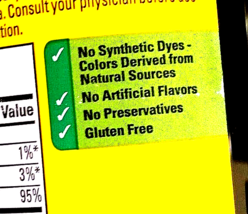 . Consult your physician before
tion.
No Synthetic Dyes -
Colors Derived from
Natural Sources
No Artificial Flavors
No Preservatives
Gluten Free
Value
1%*
3%*
95%